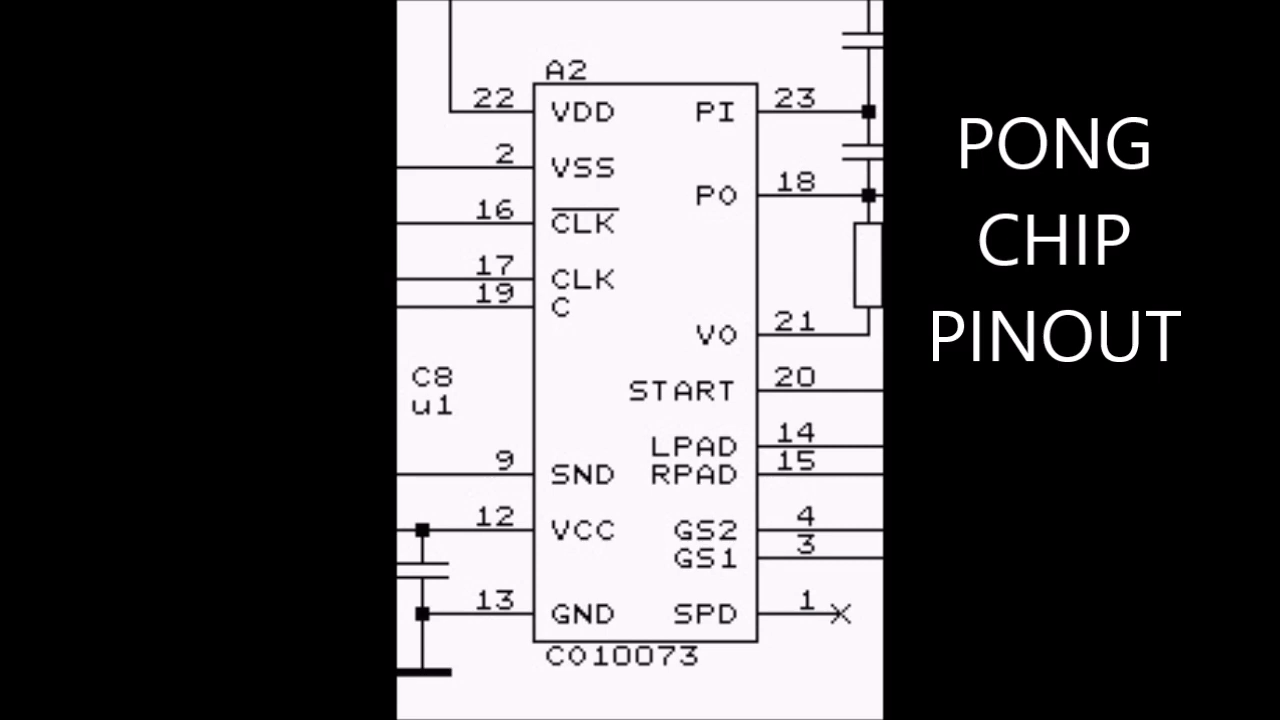 A2
22 VDD PI 23
2 VSS
PO 18
16 CLK
17 CLK
19 C
VO 21
C8
u1
START 20
LPAD 14
9 SND RPAD 15
12 VCC GS2 4
GS1 3
13 GND SPD 1
CO10073
PONG
CHIP
PINOUT